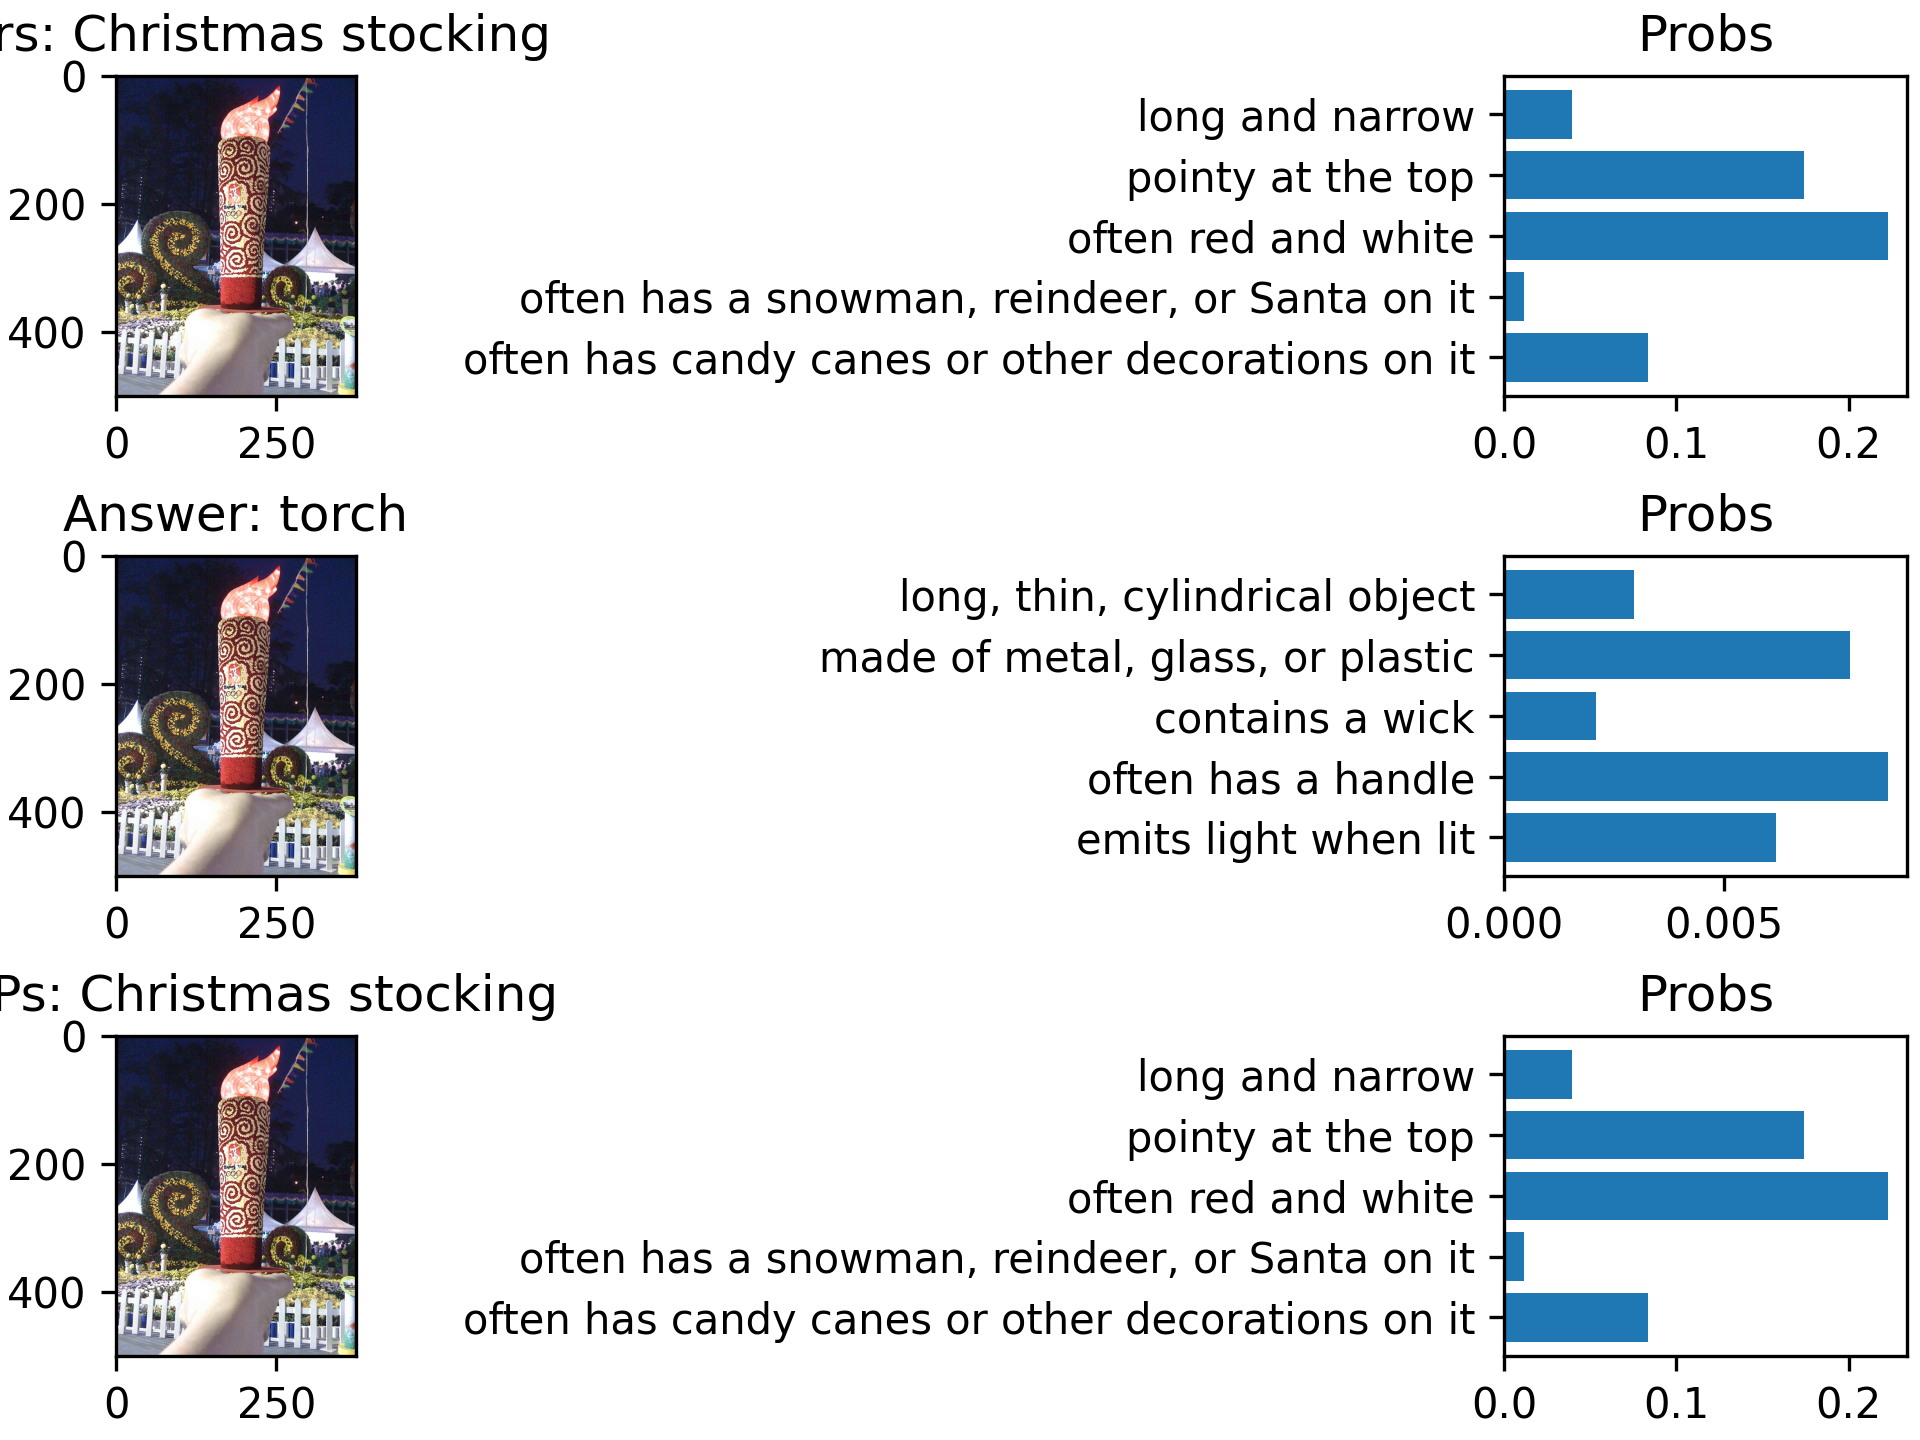 rs: Christmas stocking
Probs
0
200
400
0
250
long and narrow
pointy at the top
often red and white
often has a snowman, reindeer, or Santa on it
often has candy canes or other decorations on it
0.0
0.1
0.2
Answer: torch
Probs
0
200
400
0
250
long, thin, cylindrical object
made of metal, glass, or plastic
contains a wick
often has a handle
emits light when lit
0.000
0.005
Ps: Christmas stocking
Probs
0
200
400
0
250
long and narrow
pointy at the top
often red and white
often has a snowman, reindeer, or Santa on it
often has candy canes or other decorations on it
0.0
0.1
0.2